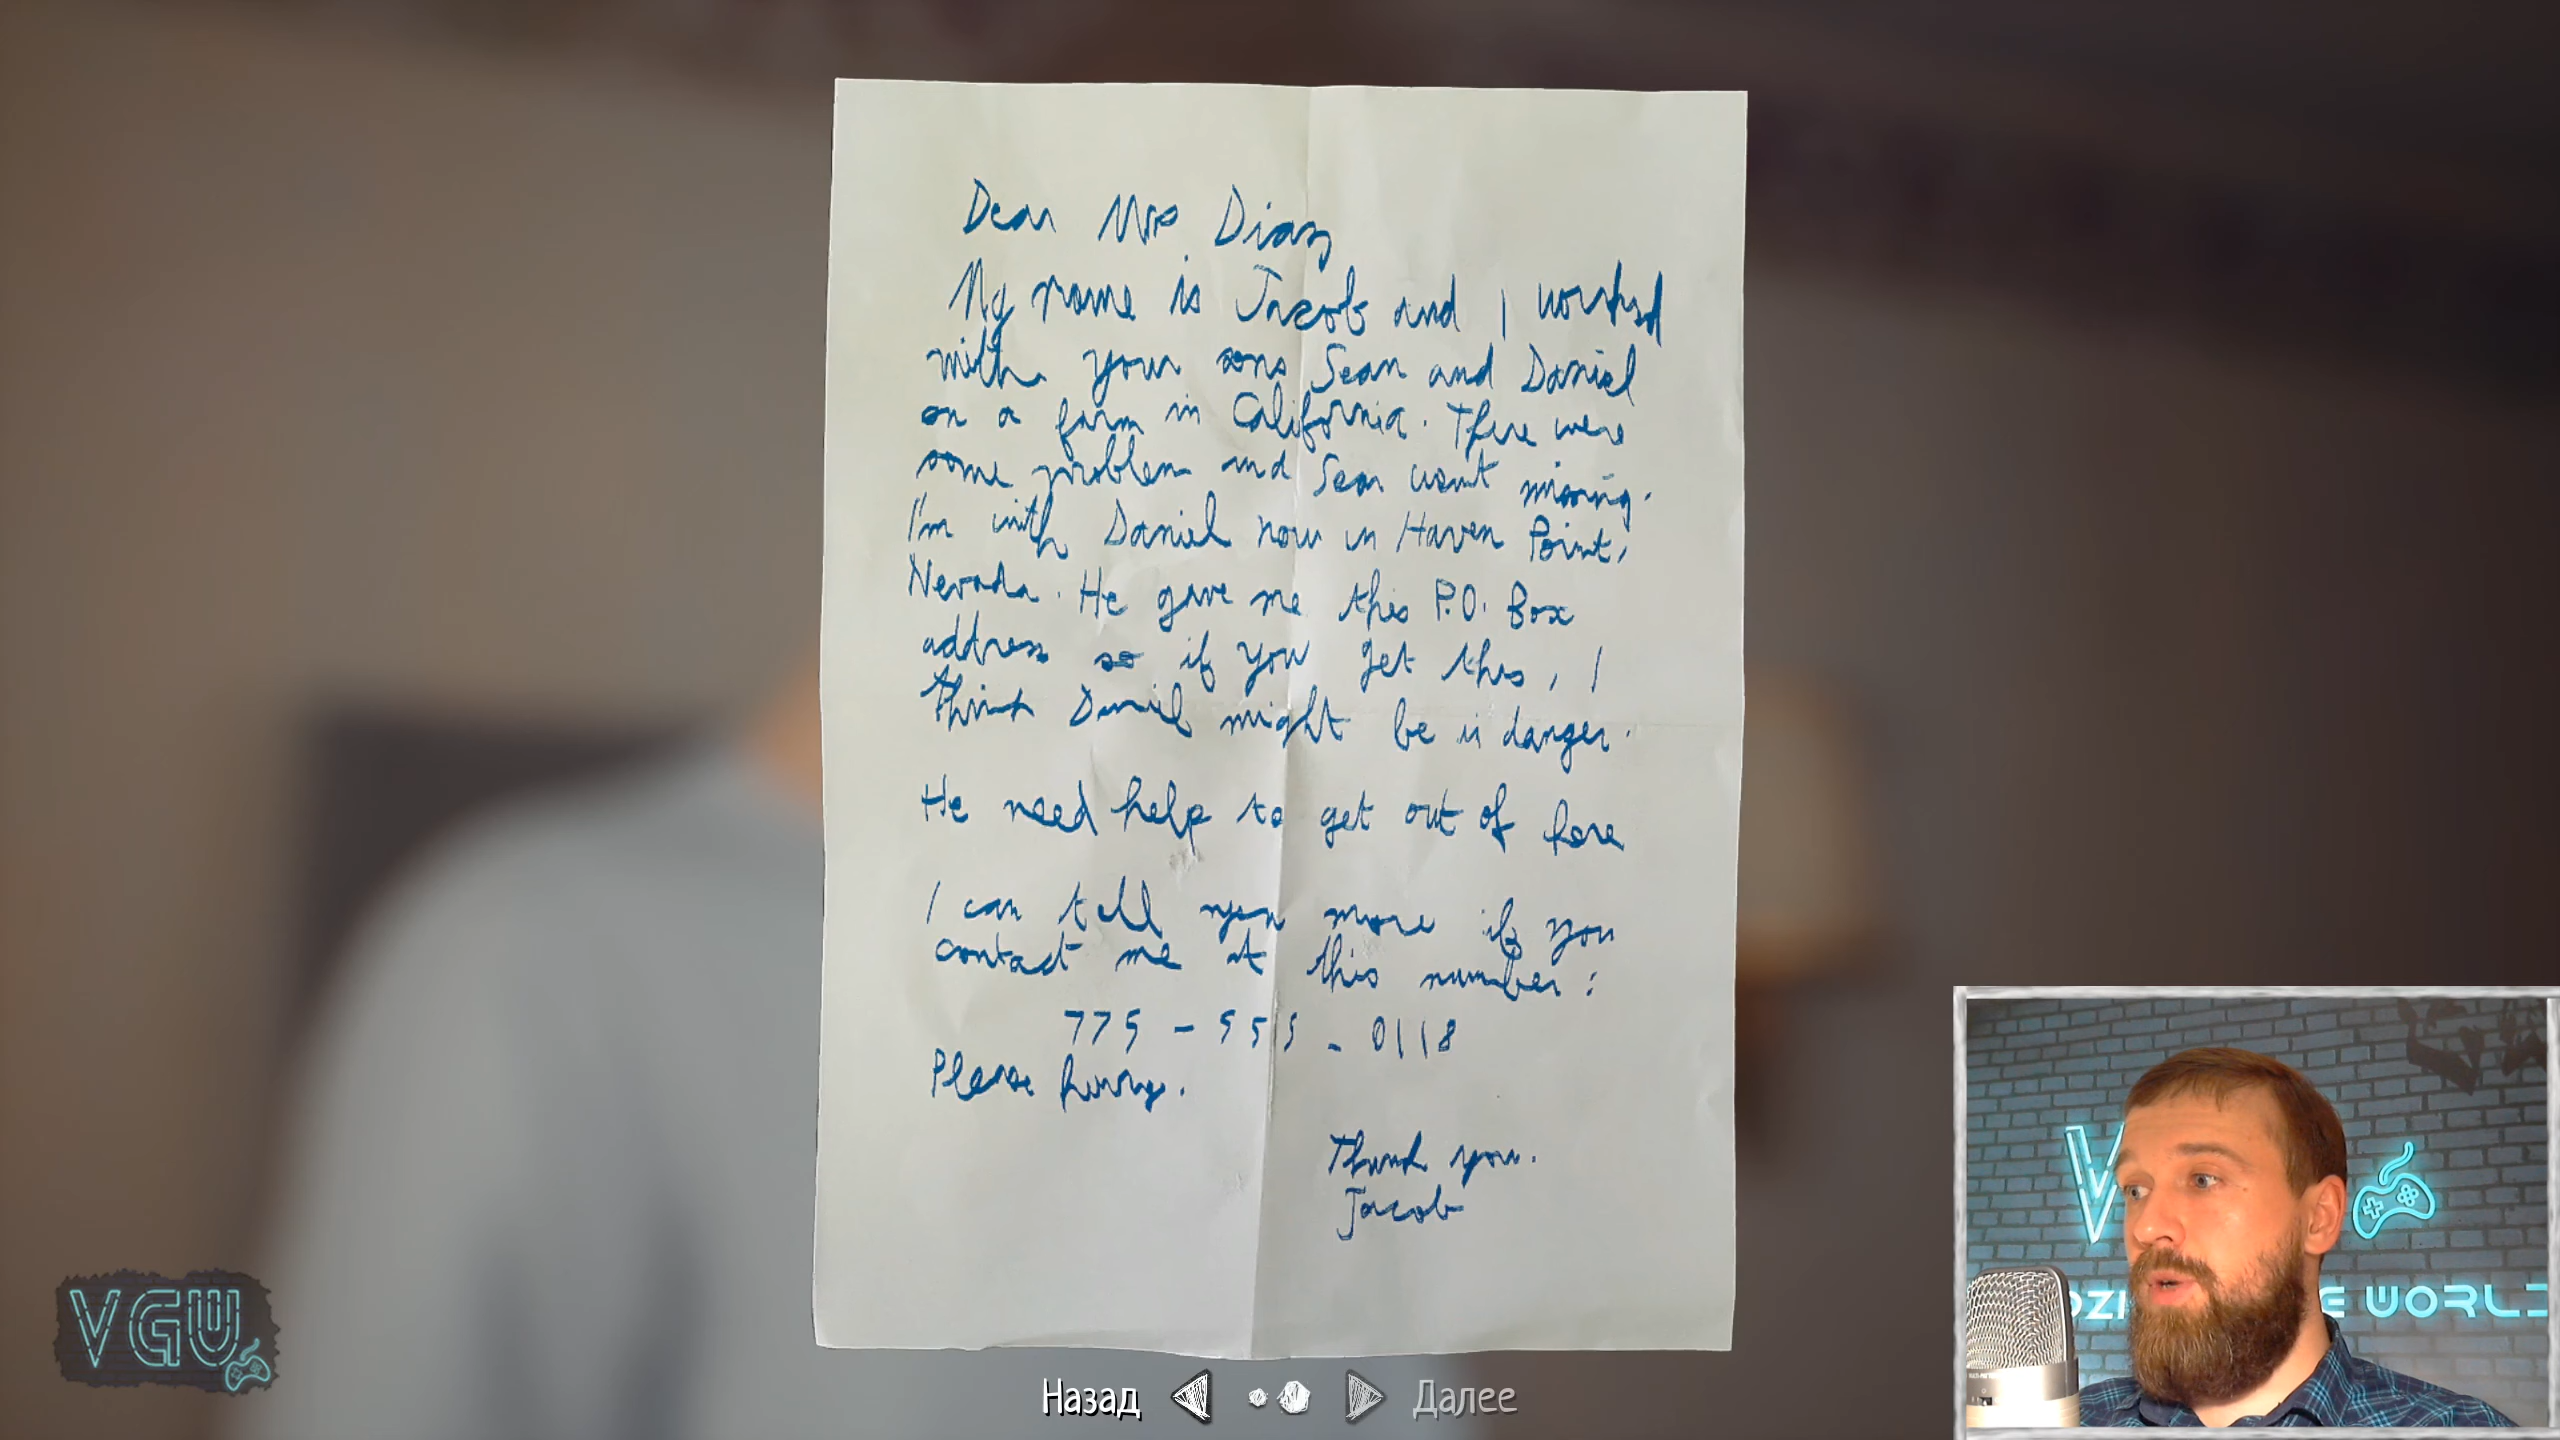 Dear Mrs Diaz
My name is Jacob and I worked
with your sons Sean and Daniel
on a farm in California. There were
some problem and Sean went missing.
I'm with Daniel now in Haven Point,
Nevada. He gave me this P.O. Box
address so if you get this, I
think Daniel might be in danger.
He need help to get out of here
I can tell you more if you
contact me at this number:
775-555-0118
Please hurry.
Thank you.
Jacob
Назад
Далее
VGW
V
WORL